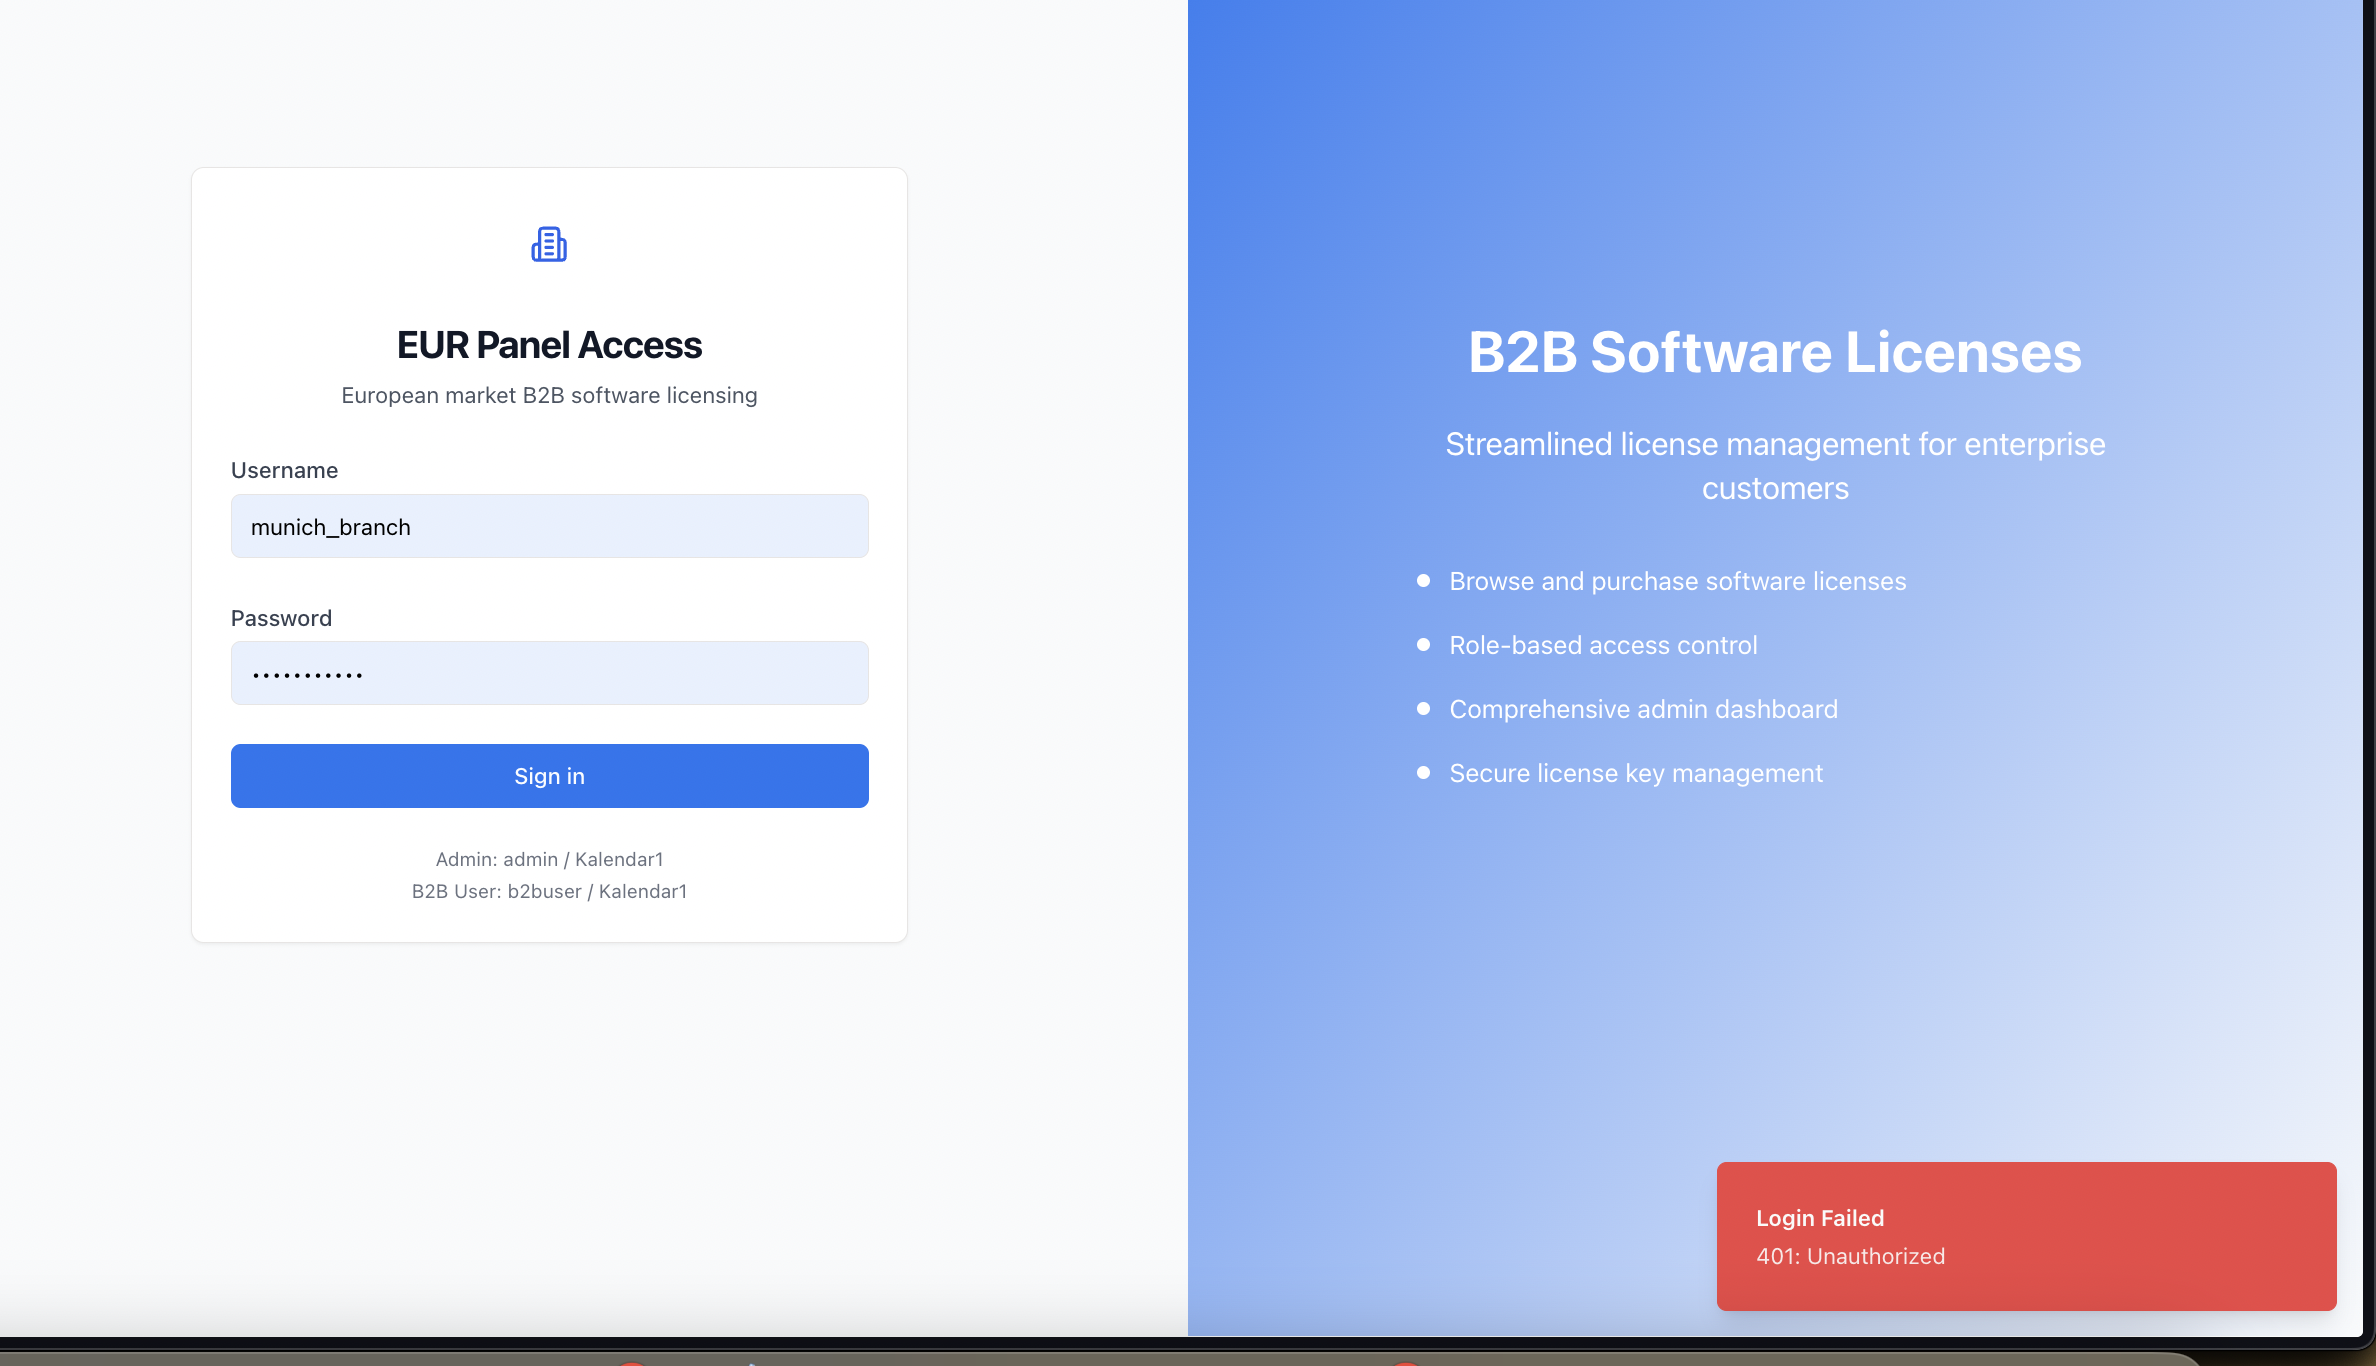 EUR Panel Access
European market B2B software licensing
Username
munich_branch
Password
•••••••••••
Sign in
Admin: admin / Kalendar1
B2B User: b2buser / Kalendar1
B2B Software Licenses
Streamlined license management for enterprise
customers
Browse and purchase software licenses
Role-based access control
Comprehensive admin dashboard
Secure license key management
Login Failed
401: Unauthorized